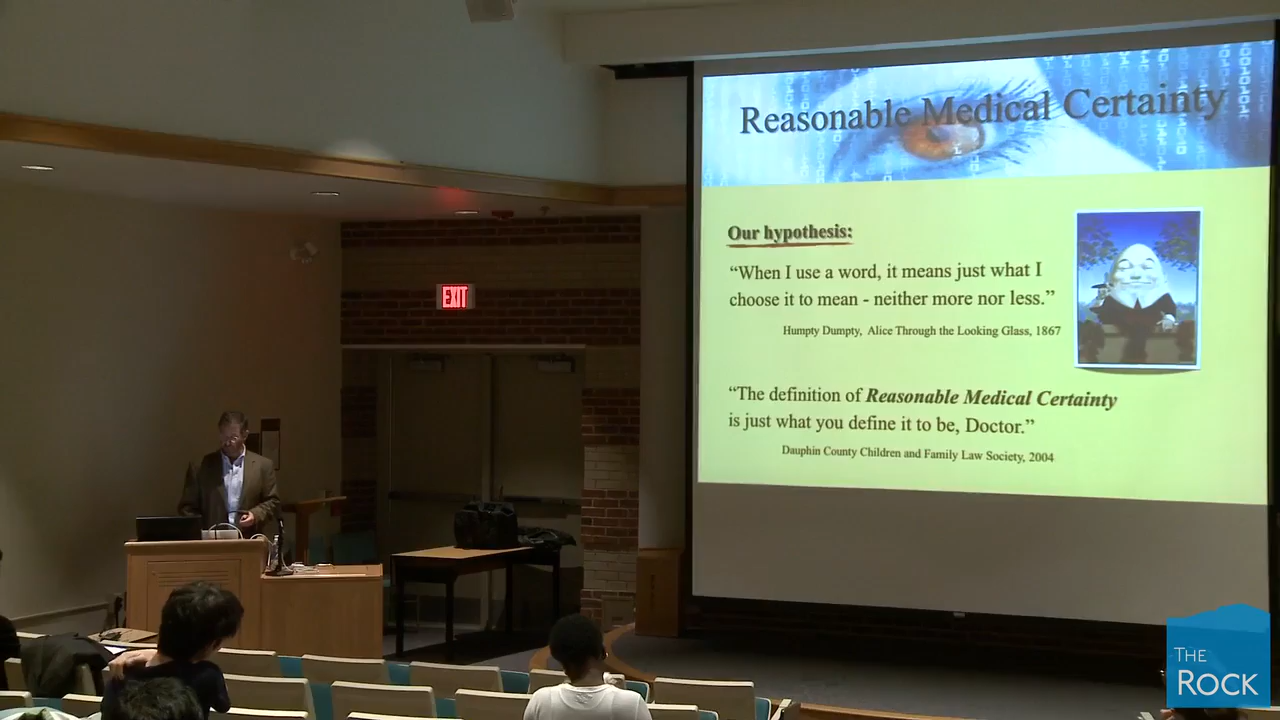 Reasonable Medical Certainty
Our hypothesis:
“When I use a word, it means just what I
choose it to mean - neither more nor less.”
Humpty Dumpty, Alice Through the Looking Glass, 1867
“The definition of Reasonable Medical Certainty
is just what you define it to be, Doctor.”
Dauphin County Children and Family Law Society, 2004
EXIT
THE
ROCK